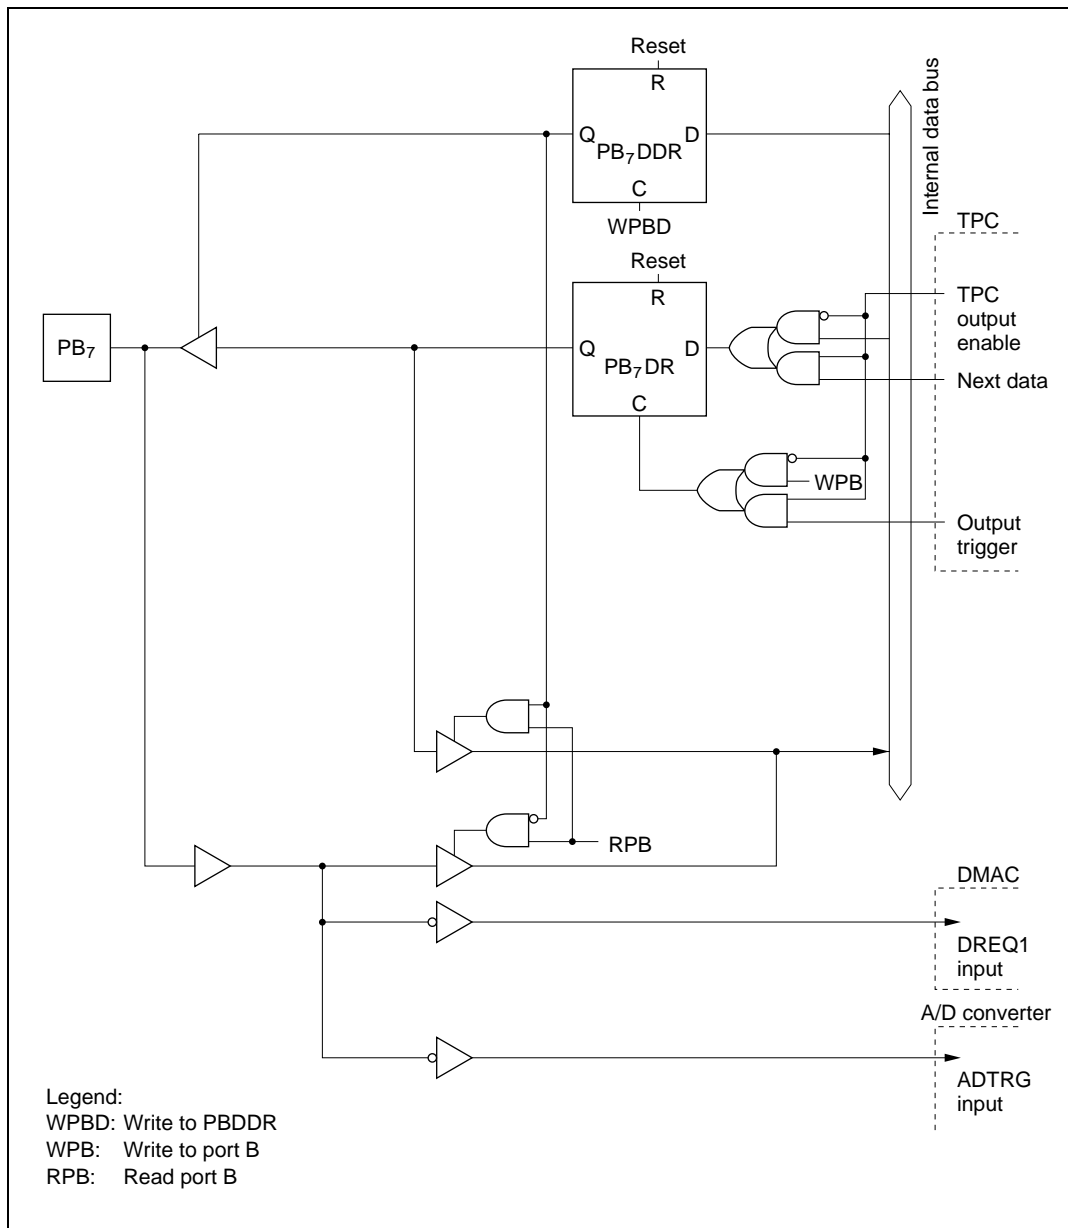 Reset
R
Q
D
PB7DDR
C
WPBD
Internal data bus
TPC
Reset
R
TPC
output
enable
PB7
Q
D
PB7DR
Next data
C
WPB
Output
trigger
RPB
DMAC
DREQ1
input
A/D converter
ADTRG
input
Legend:
WPBD: Write to PBDDR
WPB: Write to port B
RPB: Read port B